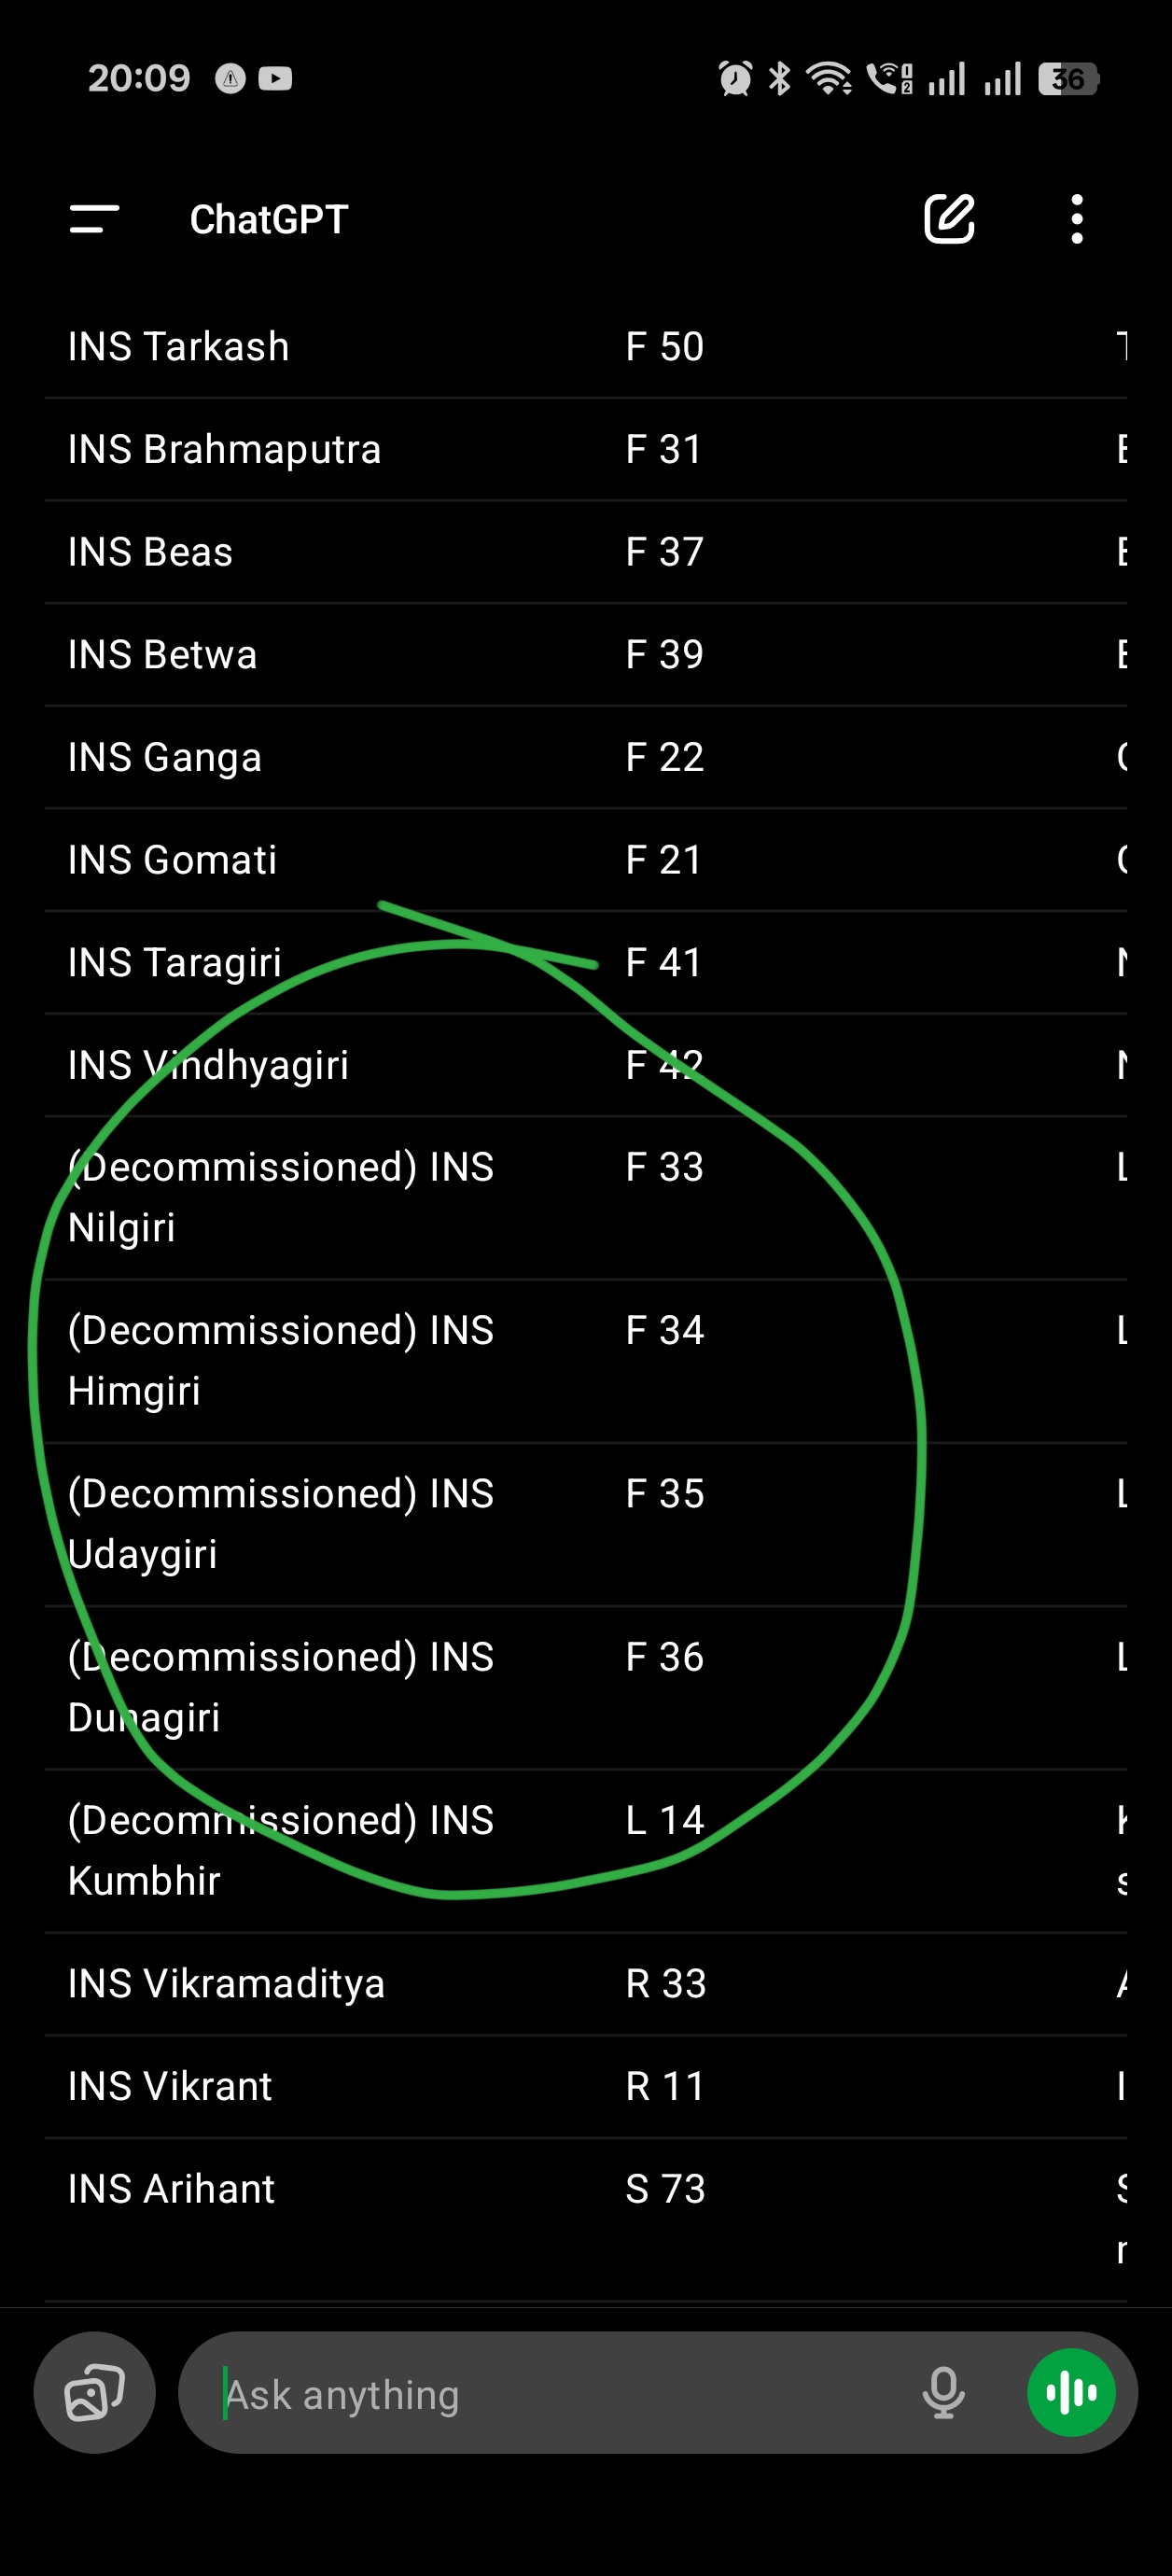 20:09
36
ChatGPT
INS Tarkash F 50
INS Brahmaputra F 31
INS Beas F 37
INS Betwa F 39
INS Ganga F 22
INS Gomati F 21
INS Taragiri F 41
INS Vindhyagiri F 42
(Decommissioned) INS F 33
Nilgiri
(Decommissioned) INS F 34
Himgiri
(Decommissioned) INS F 35
Udaygiri
(Decommissioned) INS F 36
Dunagiri
(Decommissioned) INS L 14
Kumbhir
INS Vikramaditya R 33
INS Vikrant R 11
INS Arihant S 73
Ask anything